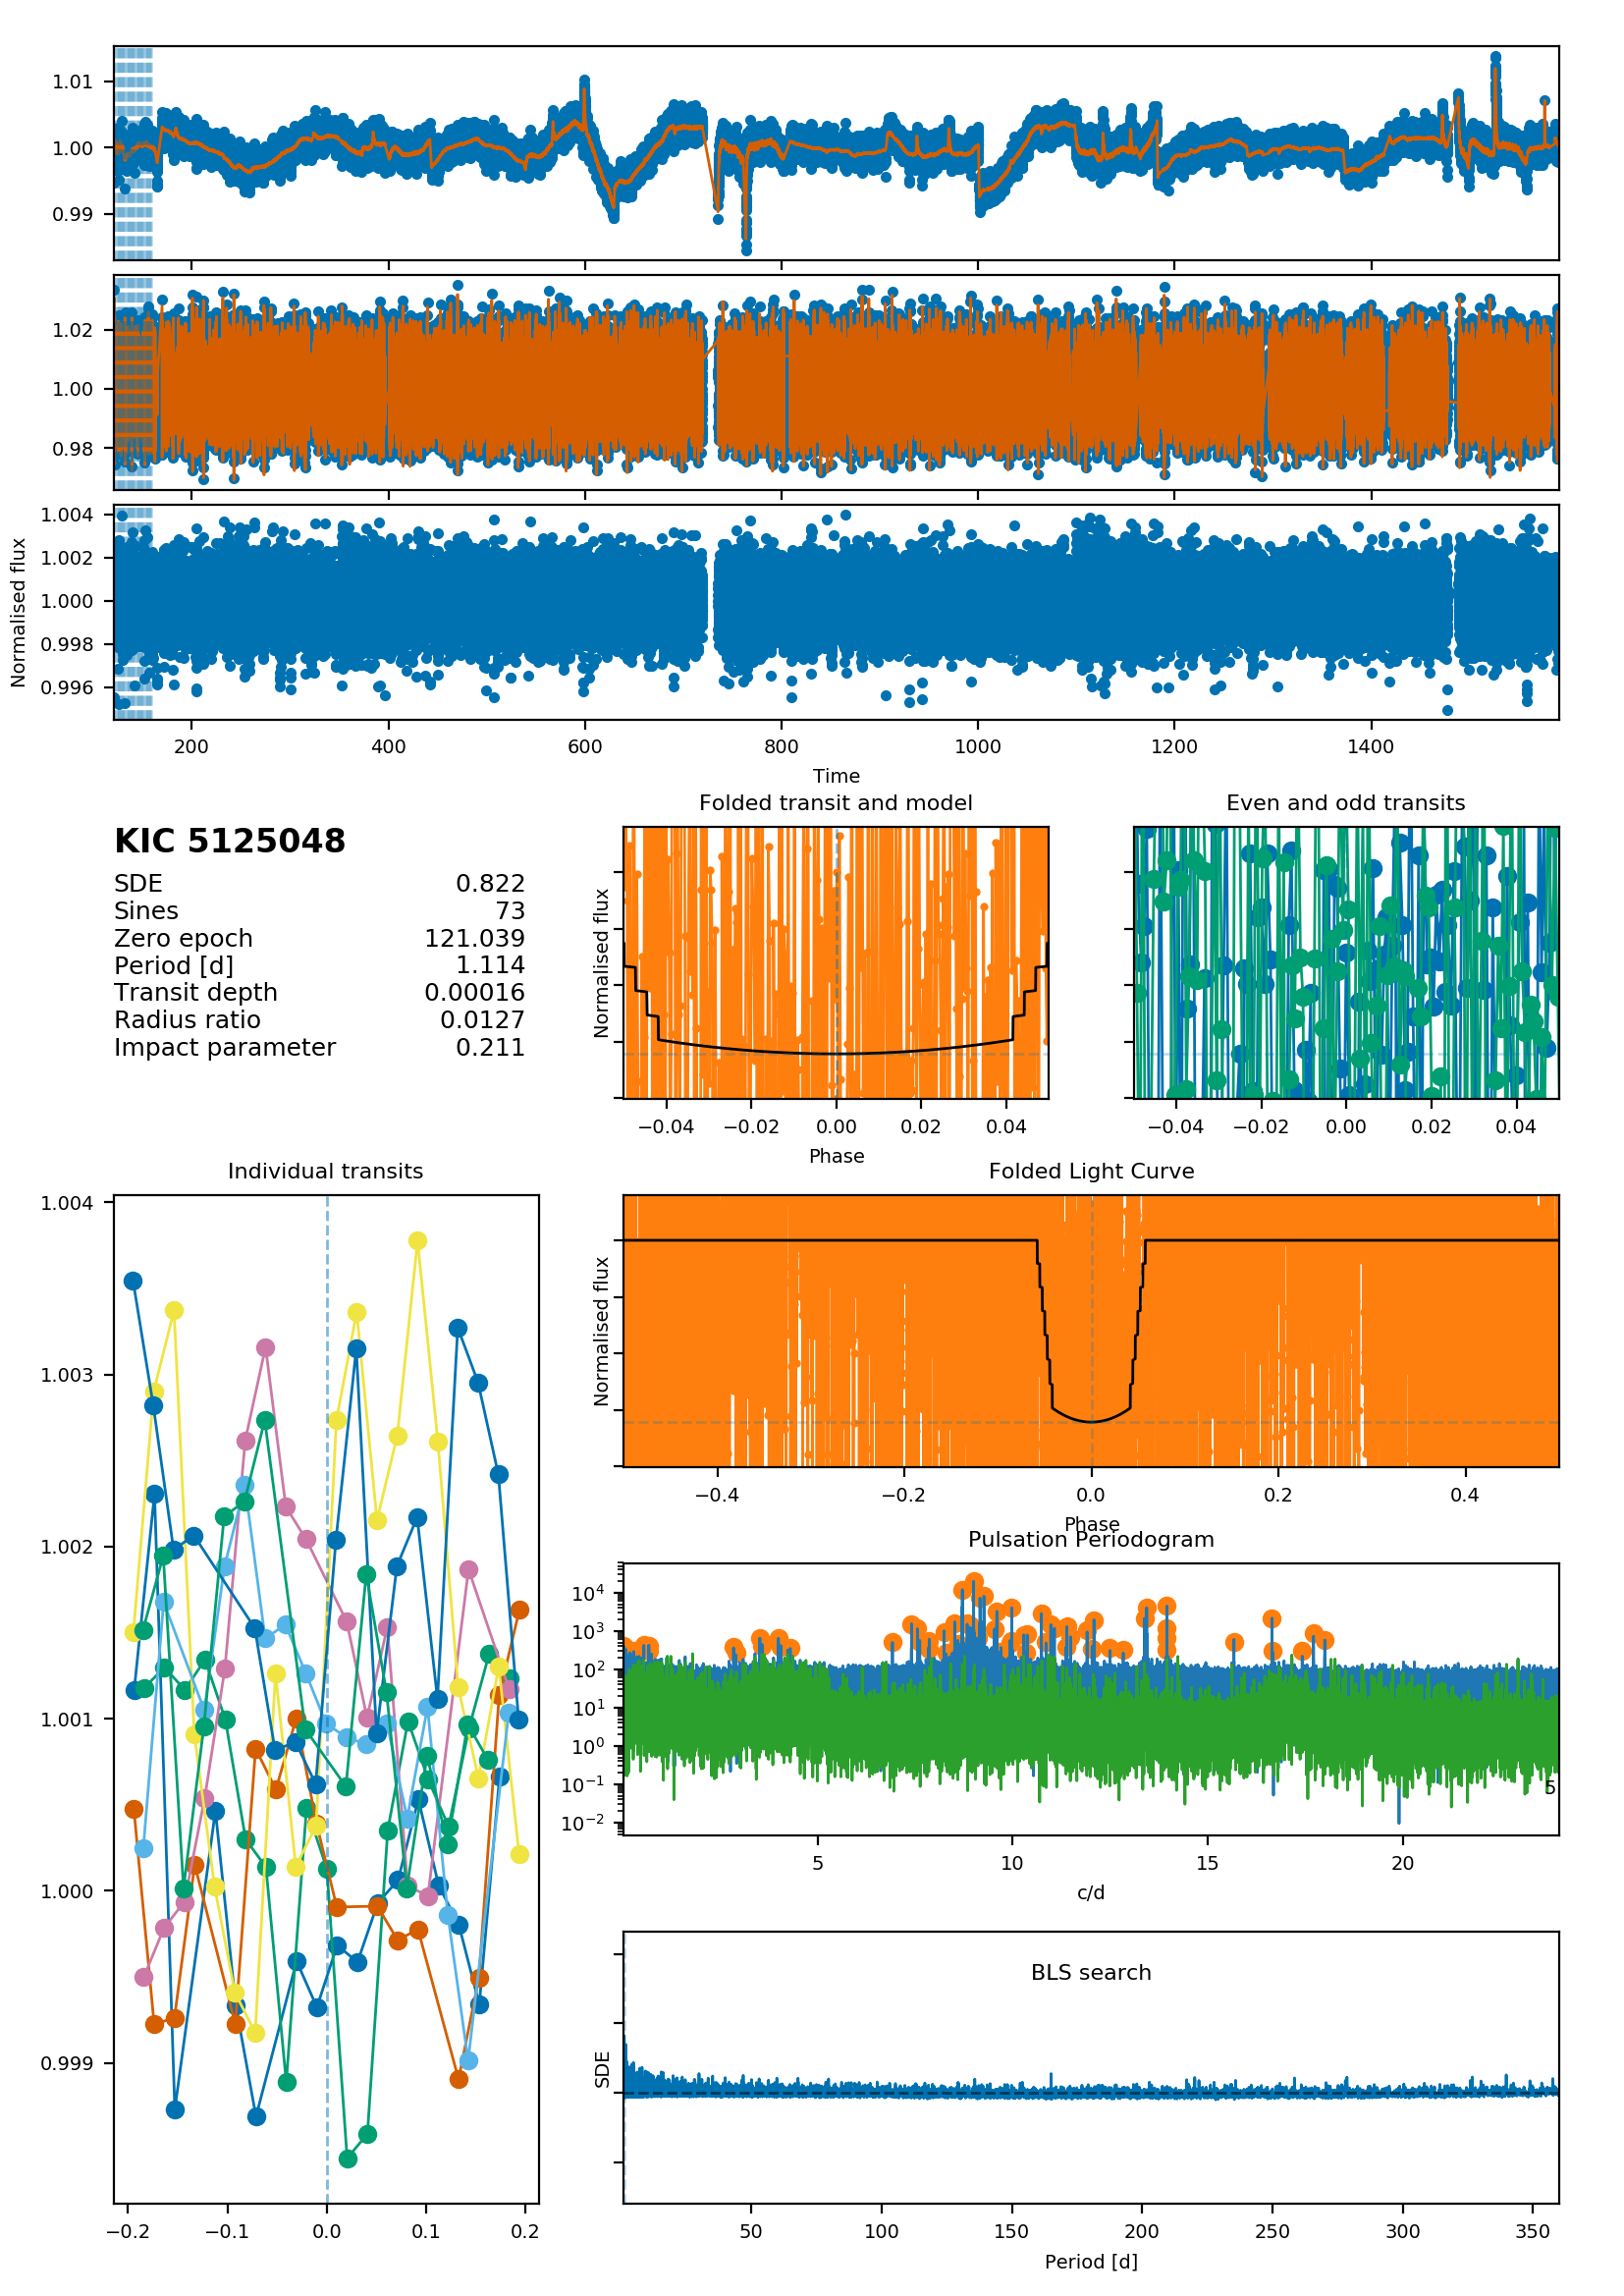 1.01
1.00
0.99
1.02
1.00
0.98
1.004
1.002
1.000
0.998
0.996
Normalised flux
200 400 600 800 1000 1200 1400
Time
KIC 5125048
SDE 0.822
Sines 73
Zero epoch 121.039
Period [d] 1.114
Transit depth 0.00016
Radius ratio 0.0127
Impact parameter 0.211
Folded transit and model
Normalised flux
−0.04 −0.02 0.00 0.02 0.04
Phase
Even and odd transits
−0.04 −0.02 0.00 0.02 0.04
Individual transits
1.004
1.003
1.002
1.001
1.000
0.999
−0.2 −0.1 0.0 0.1 0.2
Folded Light Curve
Normalised flux
−0.4 −0.2 0.0 0.2 0.4
Phase
Pulsation Periodogram
10⁴
10³
10²
10¹
10⁰
10⁻¹
10⁻²
5
5 10 15 20
c/d
BLS search
SDE
50 100 150 200 250 300 350
Period [d]